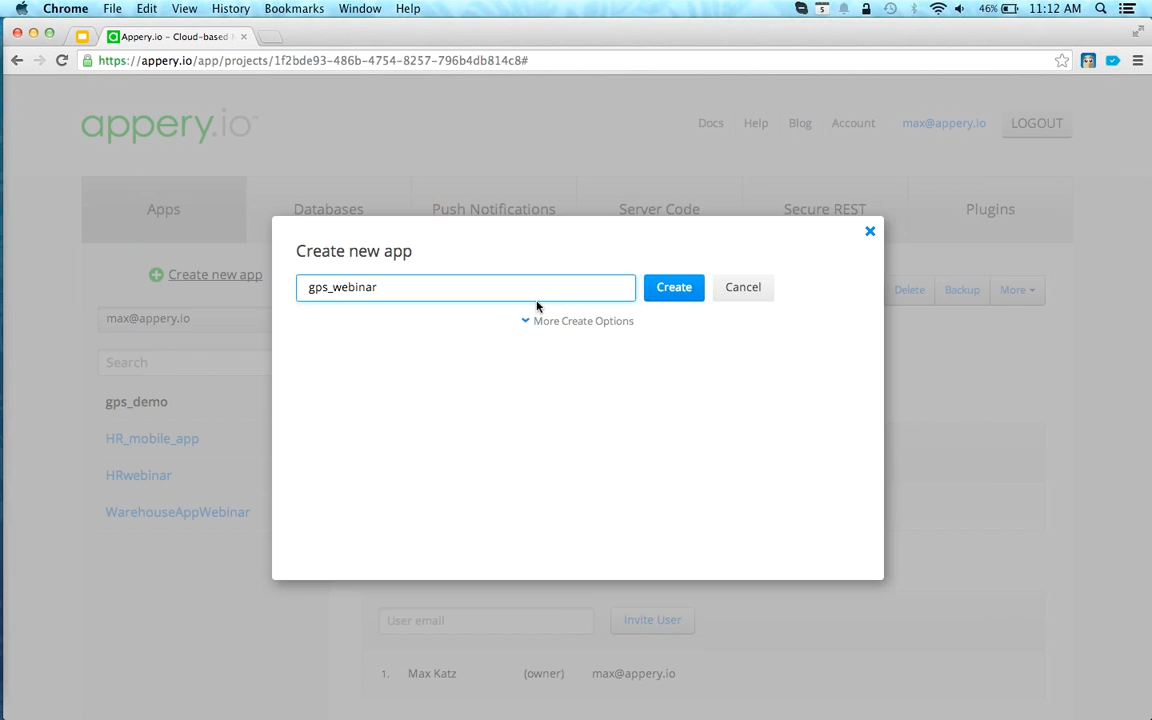 Chrome File Edit View History Bookmarks Window Help 5 46% 11:12 AM
Appery.io – Cloud-based
https://appery.io/app/projects/1f2bde93-486b-4754-8257-796b4db814c8#
appery.io Docs Help Blog Account max@appery.io LOGOUT
Apps Databases Push Notifications Server Code Secure REST Plugins
Create new app
Create new app
gps_webinar Create Cancel
More Create Options
Delete Backup More
max@appery.io
Search
gps_demo
HR_mobile_app
HRwebinar
WarehouseAppWebinar
User email Invite User
1. Max Katz (owner) max@appery.io